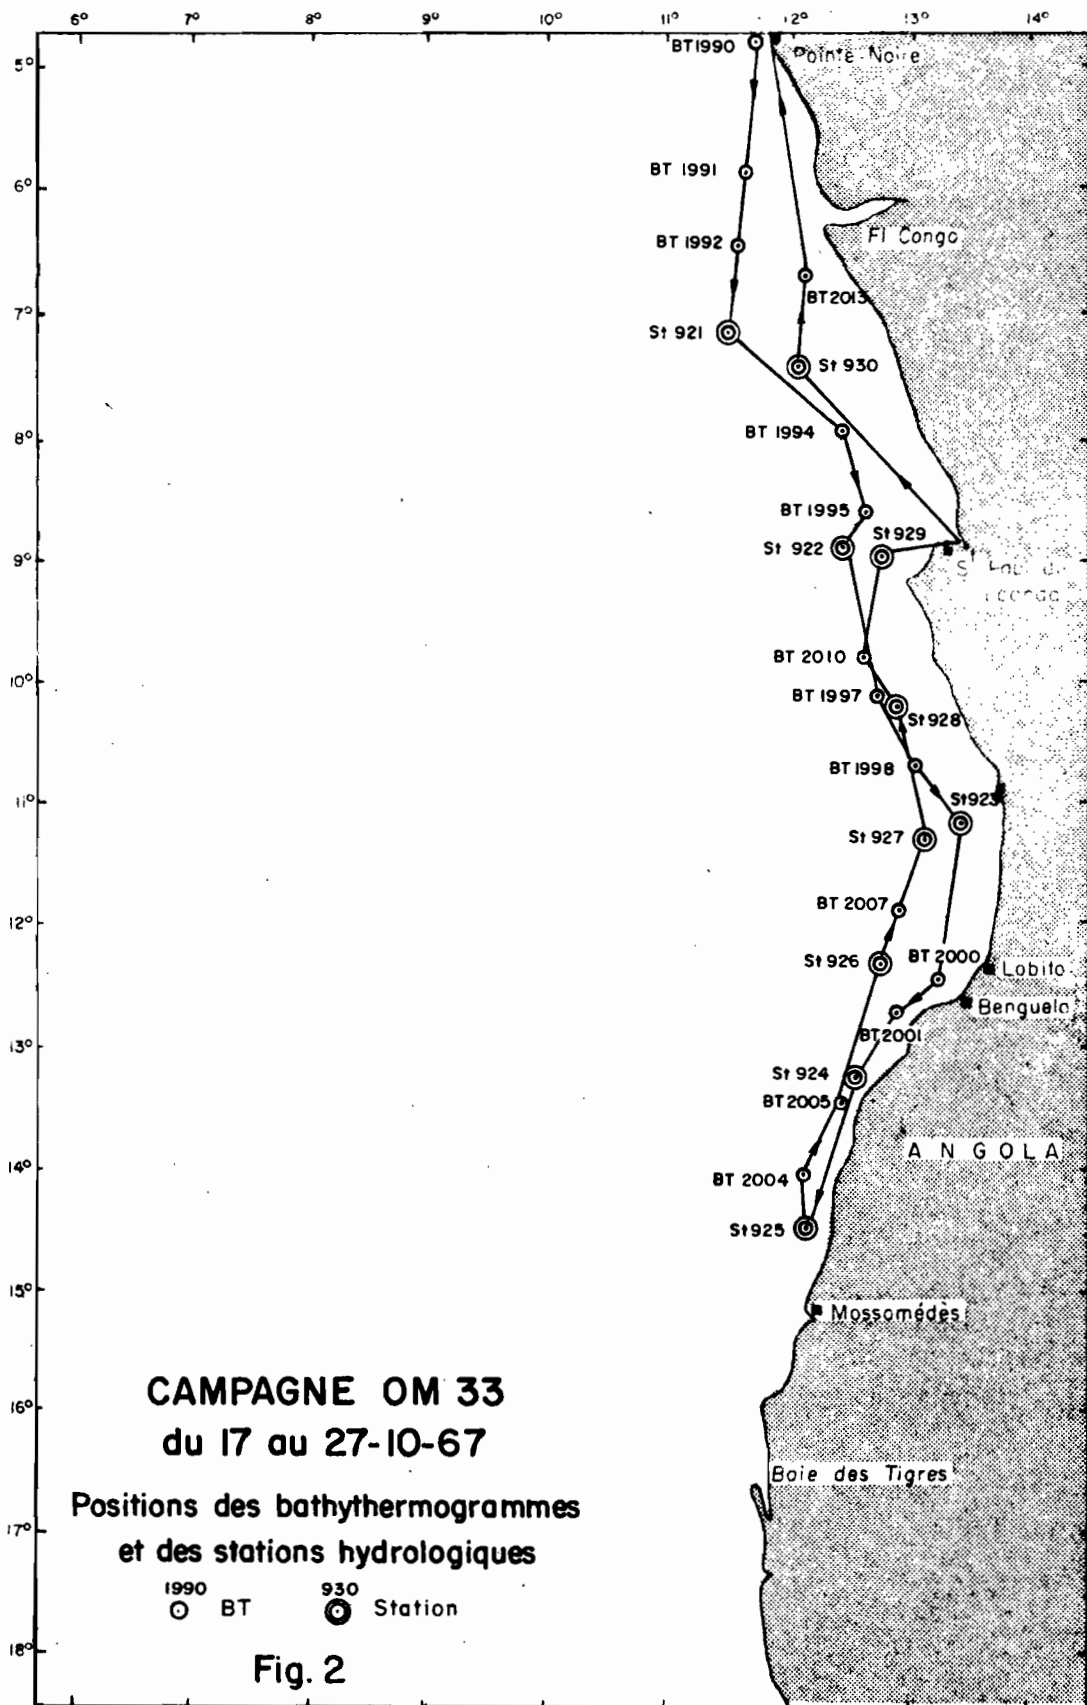 6° 7° 8° 9° 10° 11° 12° 13° 14°
5°
6°
7°
8°
9°
10°
11°
12°
13°
14°
15°
16°
17°
18°
BT1990
Pointe-Noire
BT 1991
BT 1992
Fl Congo
BT2013
St 921
St 930
BT 1994
BT 1995
St 929
St 922
BT 2010
BT 1997
St 928
BT 1998
St 923
St 927
BT 2007
St 926
BT 2000
Lobito
Benguela
BT2001
St 924
BT 2005
ANGOLA
BT 2004
St 925
Mossomédès
Baie des Tigres
CAMPAGNE OM 33
du 17 au 27-10-67
Positions des bathythermogrammes
et des stations hydrologiques
1990 930
BT Station
Fig. 2